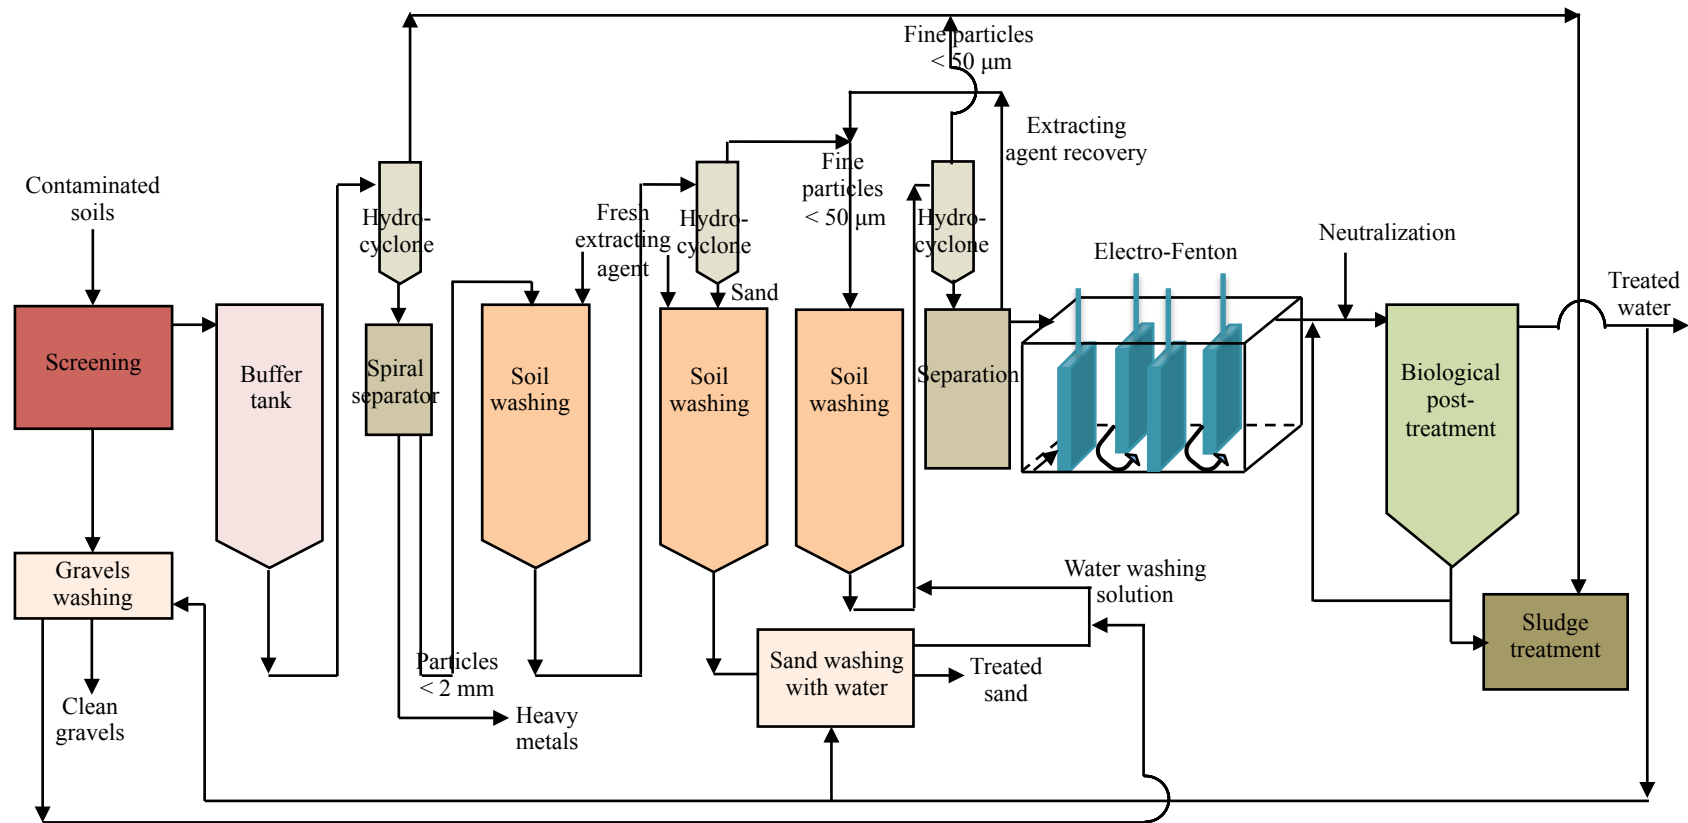 Fine particles
< 50 μm
Extracting
agent recovery
Contaminated
soils
Fine
particles
< 50 μm
Hydro-
cyclone
Fresh
extracting
agent
Hydro-
cyclone
Hydro-
cyclone
Electro-Fenton
Neutralization
Treated
water
Sand
Screening
Buffer
tank
Spiral
separator
Soil
washing
Soil
washing
Soil
washing
Separation
Biological
post-
treatment
Gravels
washing
Water washing
solution
Sludge
treatment
Particles
< 2 mm
Sand washing
with water
Treated
sand
Clean
gravels
Heavy
metals